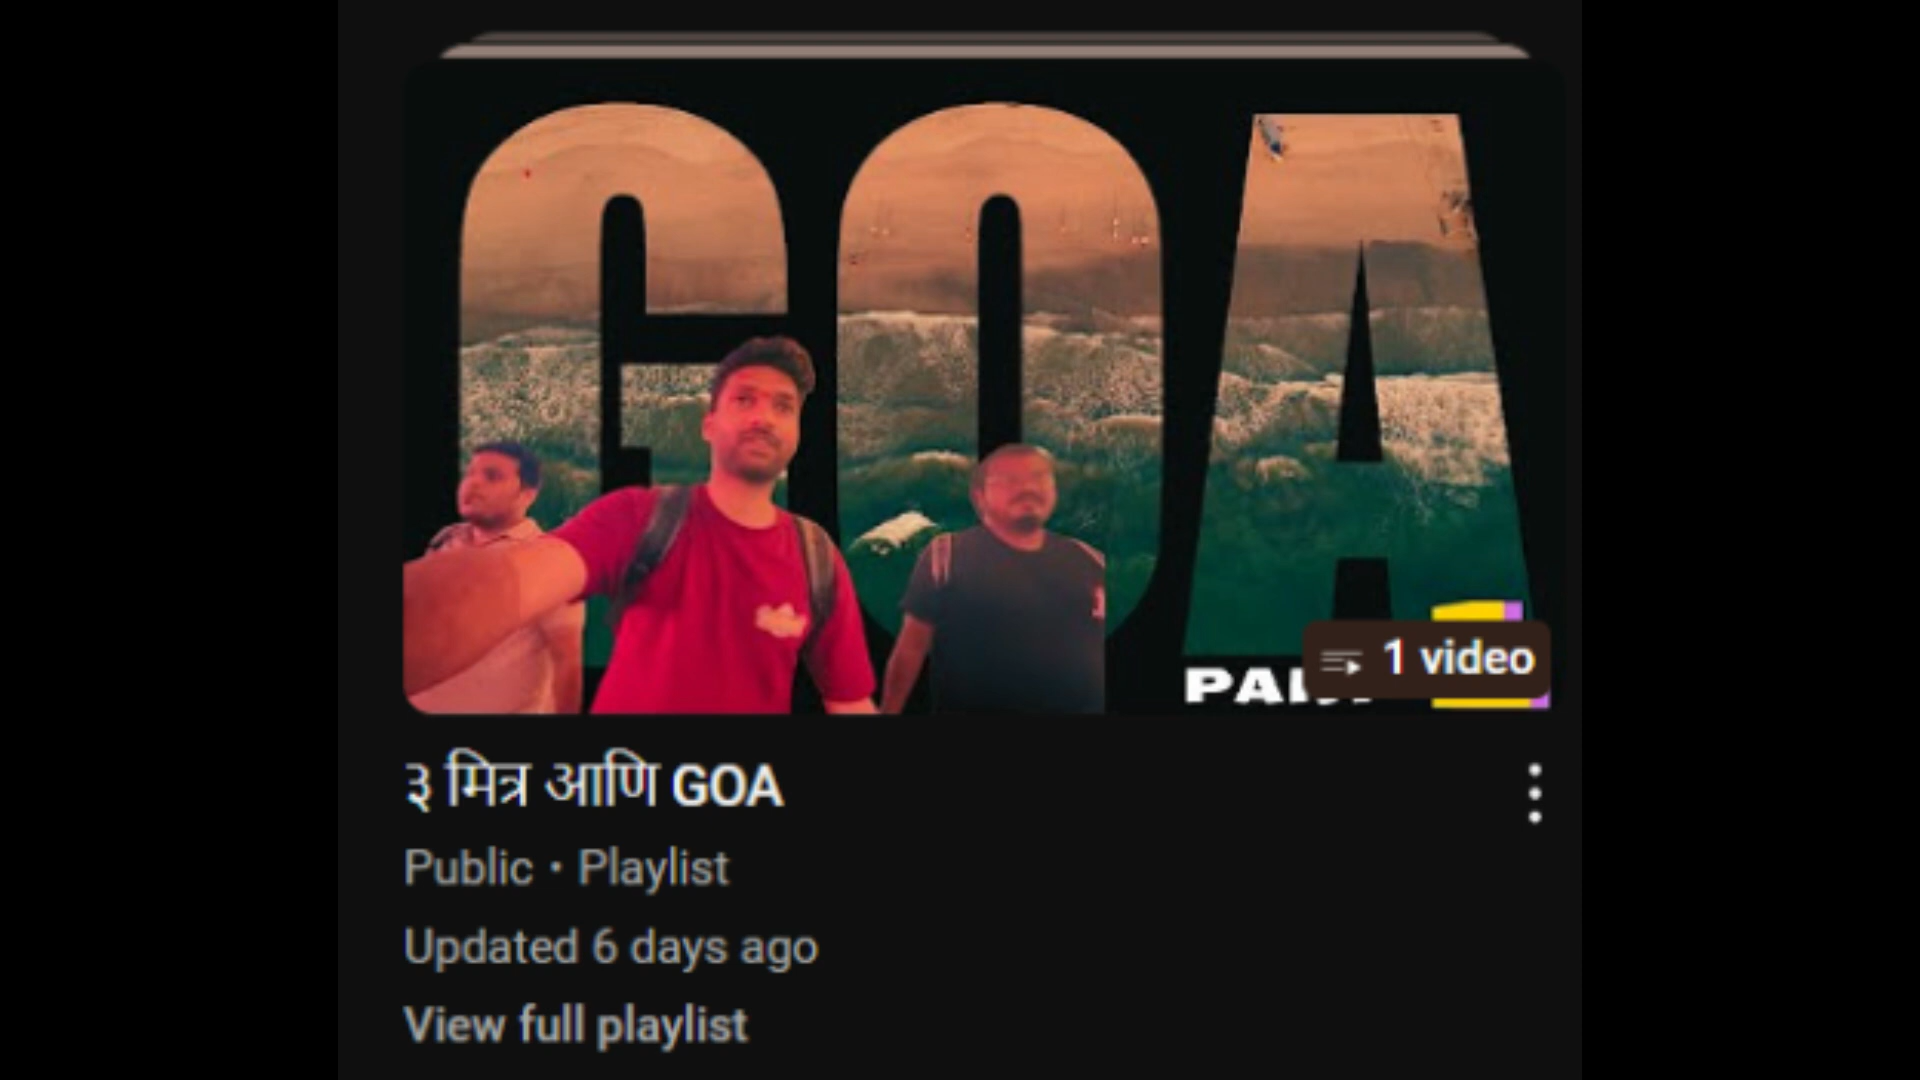 GOA
1 video
३ मित्र आणि GOA
Public • Playlist
Updated 6 days ago
View full playlist